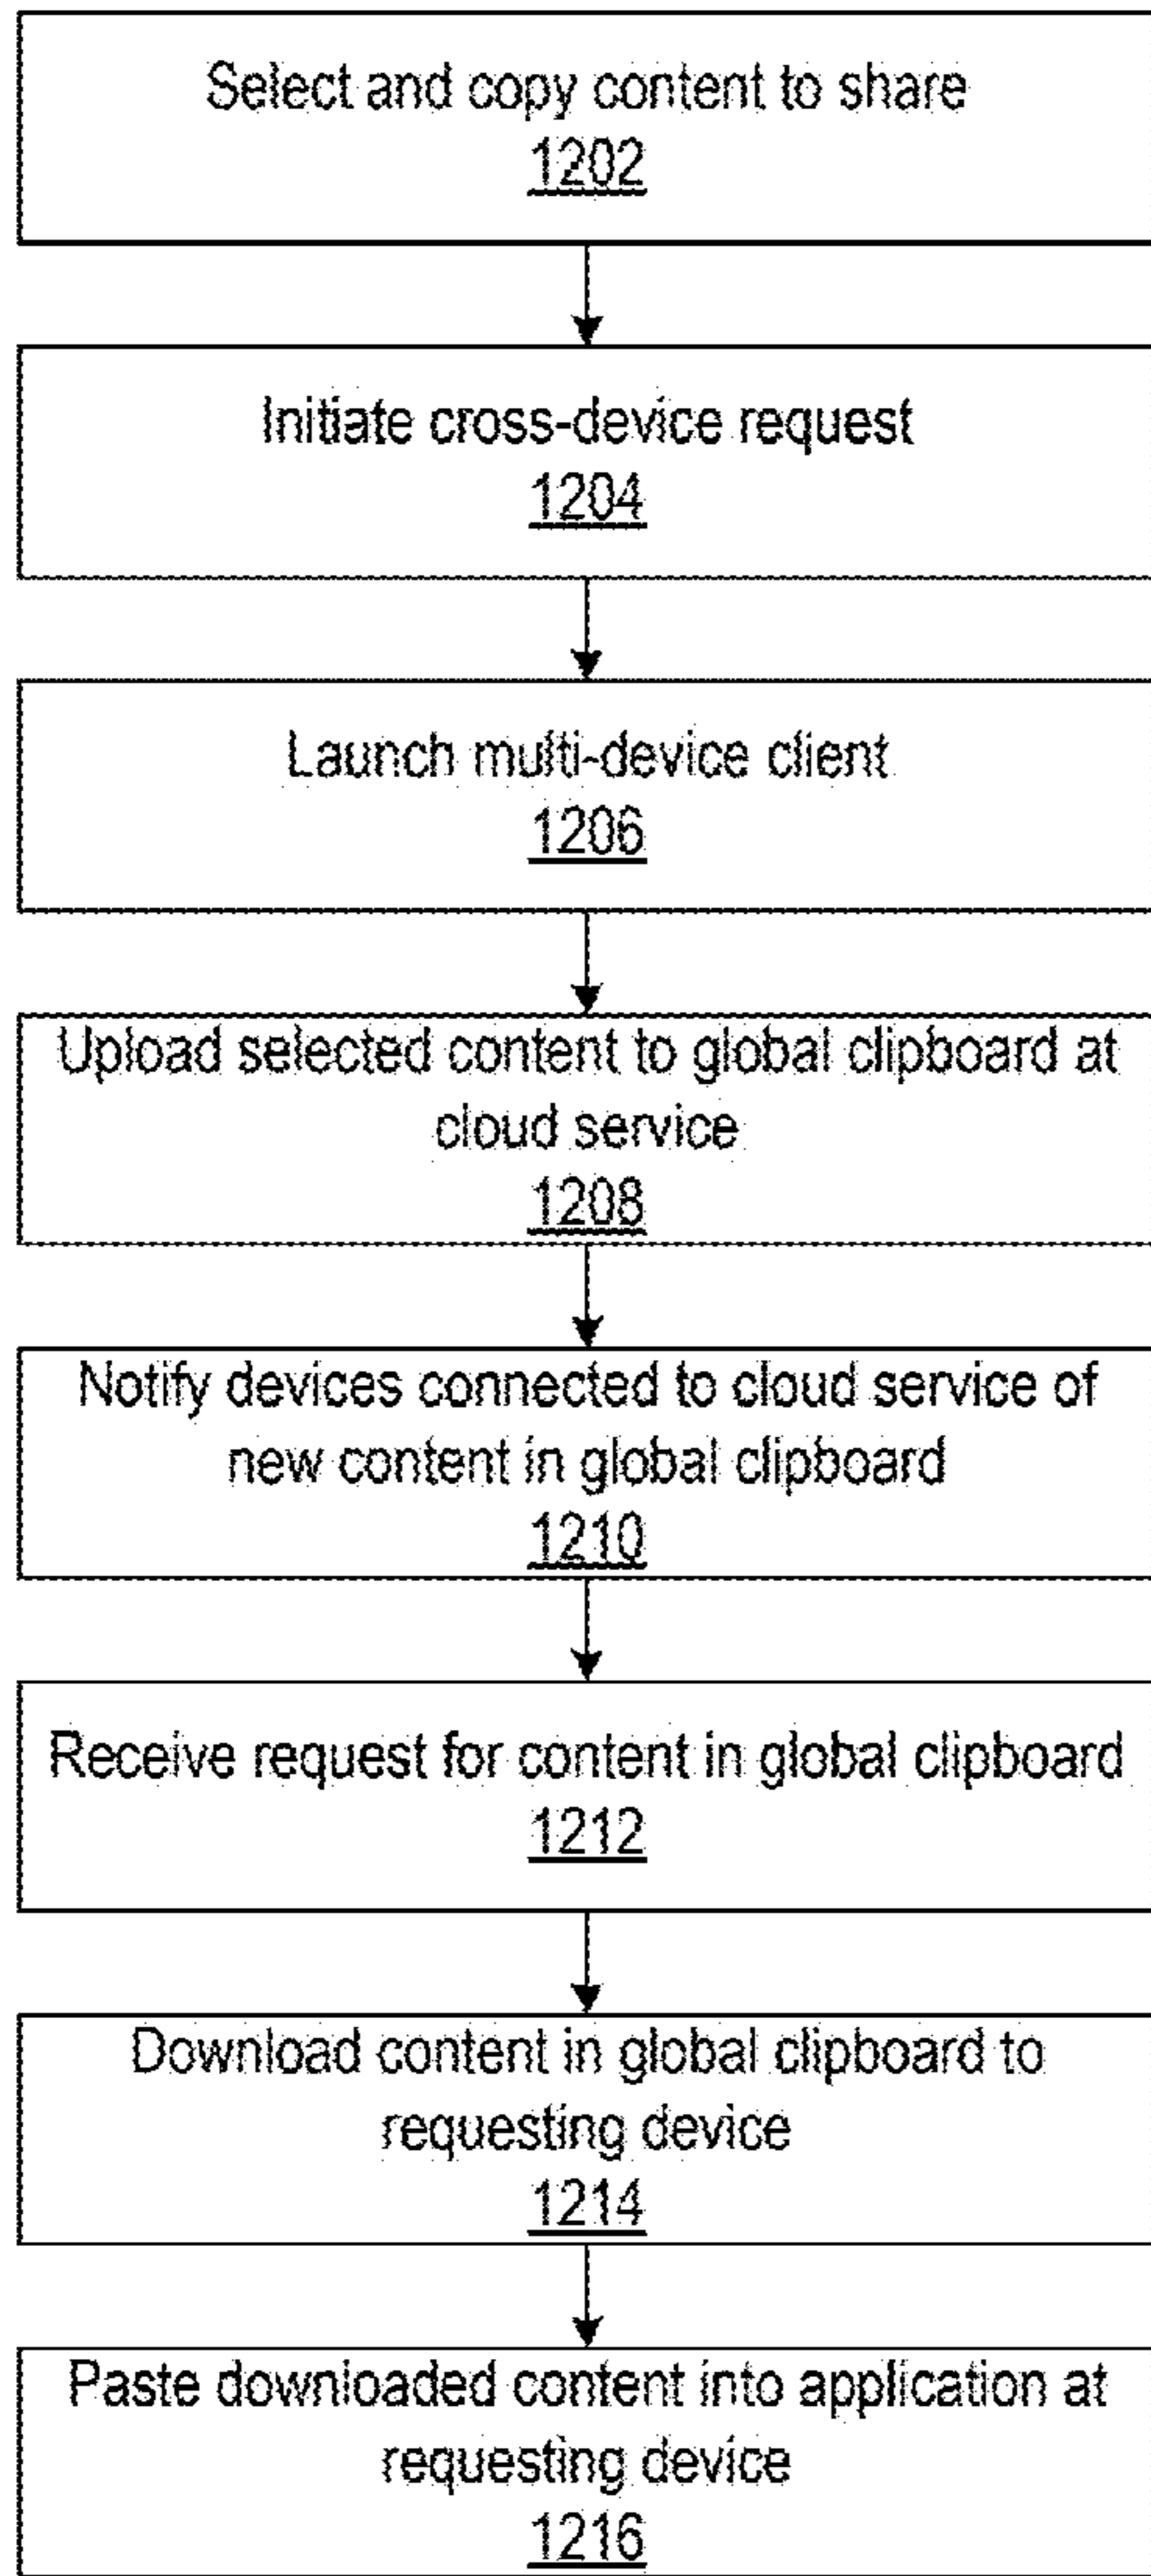 Select and copy content to share
1202
Initiate cross-device request
1204
Launch multi-device client
1206
Upload selected content to global clipboard at
cloud service
1208
Notify devices connected to cloud service of
new content in global clipboard
1210
Receive request for content in global clipboard
1212
Download content in global clipboard to
requesting device
1214
Paste downloaded content into application at
requesting device
1216